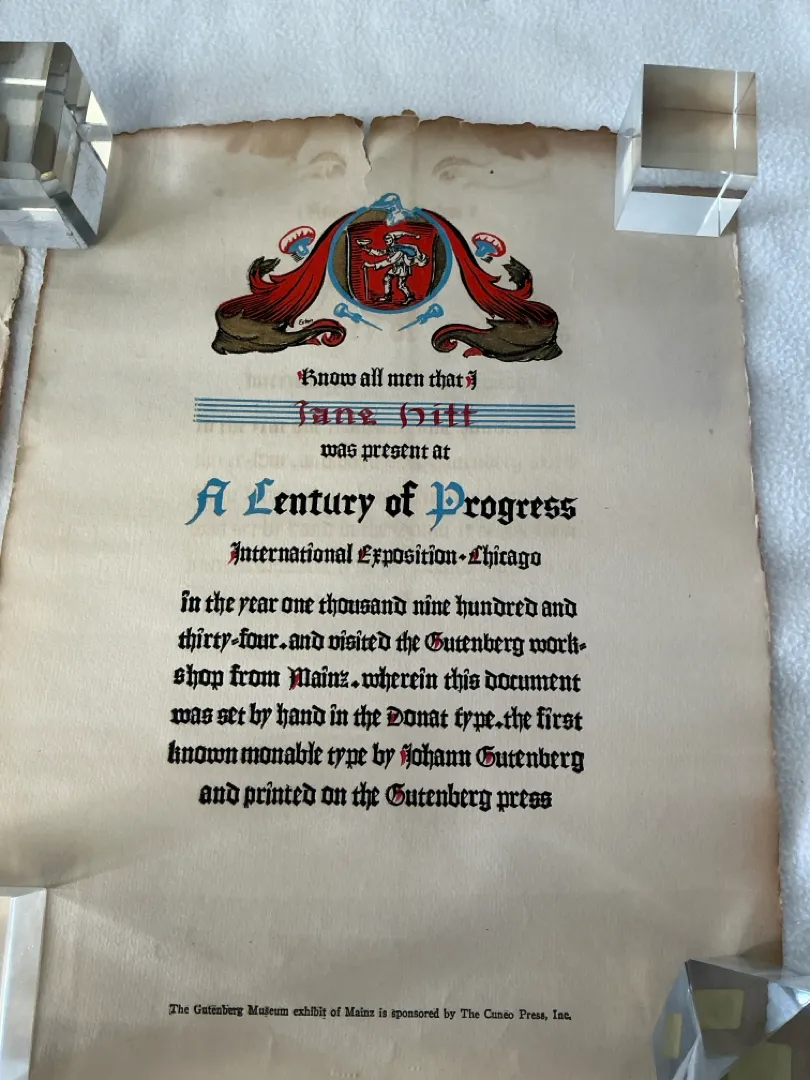 Know all men that I
Jane Hitt
was present at
A Century of Progress
International Exposition · Chicago
in the year one thousand nine hundred and
thirty-four. and visited the Gutenberg work-
shop from Mainz. wherein this document
was set by hand in the Donat type. the first
known monable type by Johann Gutenberg
and printed on the Gutenberg press
The Gutenberg Museum exhibit of Mainz is sponsored by The Cuneo Press, Inc.